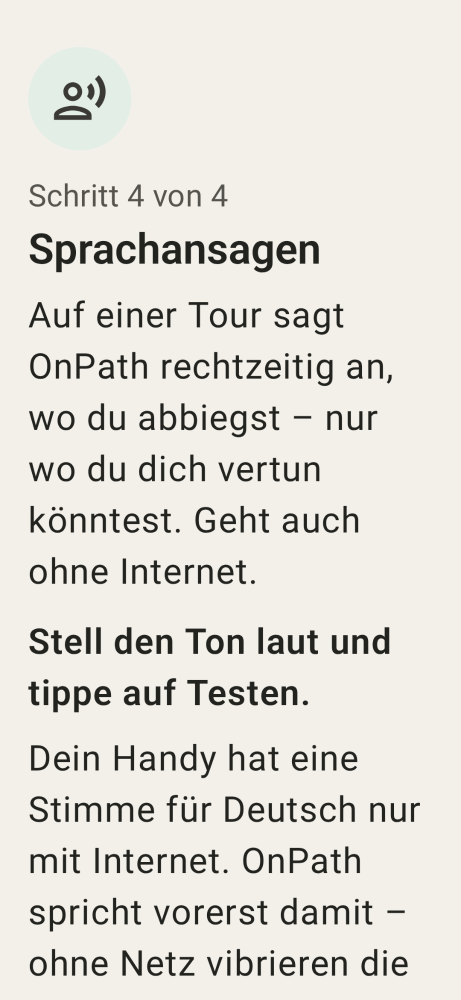 Schritt 4 von 4
Sprachansagen
Auf einer Tour sagt
OnPath rechtzeitig an,
wo du abbiegst – nur
wo du dich vertun
könntest. Geht auch
ohne Internet.
Stell den Ton laut und
tippe auf Testen.
Dein Handy hat eine
Stimme für Deutsch nur
mit Internet. OnPath
spricht vorerst damit –
ohne Netz vibrieren die